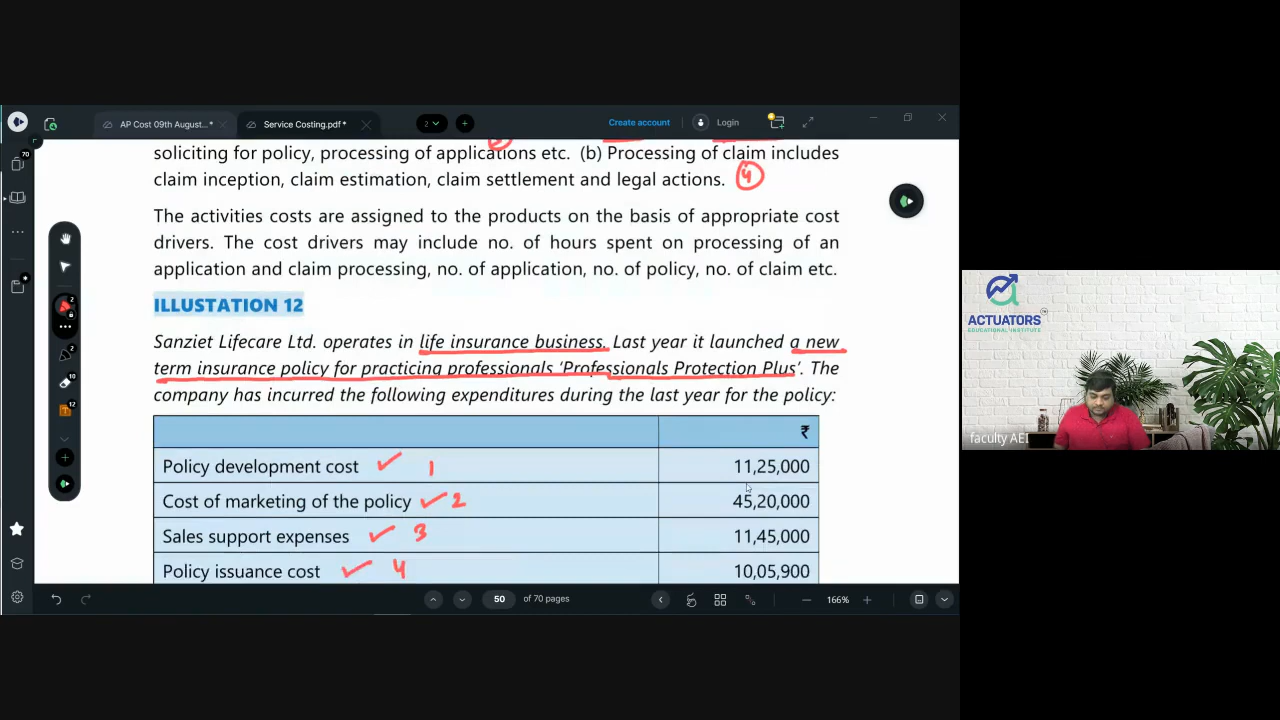 AP Cost 09th August...*
Service Costing.pdf*
2
Create account
Login
70
soliciting for policy, processing of applications etc. (b) Processing of claim includes
claim inception, claim estimation, claim settlement and legal actions. 4
The activities costs are assigned to the products on the basis of appropriate cost
drivers. The cost drivers may include no. of hours spent on processing of an
application and claim processing, no. of application, no. of policy, no. of claim etc.
ILLUSTATION 12
Sanziet Lifecare Ltd. operates in life insurance business. Last year it launched a new
term insurance policy for practicing professionals ‘Professionals Protection Plus’. The
company has incurred the following expenditures during the last year for the policy:
₹
Policy development cost ✓ 1 11,25,000
Cost of marketing of the policy ✓ 2 45,20,000
Sales support expenses ✓ 3 11,45,000
Policy issuance cost ✓ 4 10,05,900
2
10
12
50 of 70 pages
166%
ACTUATORS
EDUCATIONAL INSTITUTE
faculty AEI